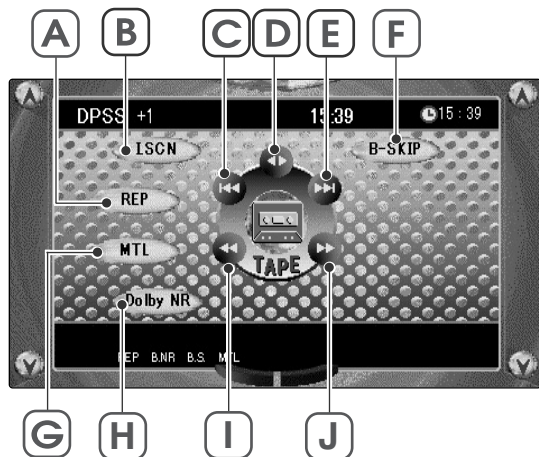 A B C D E F
DPSS +1 15:39 15:39
ISCN B-SKIP
REP
MTL
TAPE
Dolby NR
REP B.NR B.S. MTL
G H I J